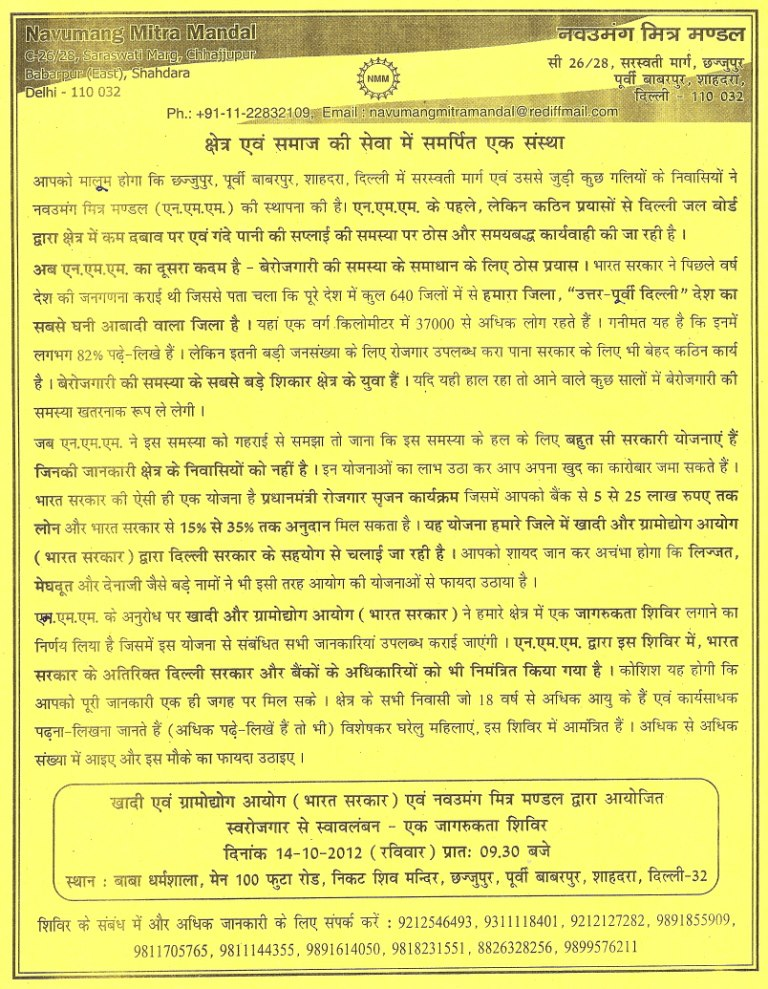 Navumang Mitra Mandal
C-26/28, Saraswati Marg, Chhajjupur
Babarpur (East), Shahdara
Delhi - 110 032
NMM
नवउमंग मित्र मण्डल
सी 26/28, सरस्वती मार्ग, छज्जुपुर
पूर्वी बाबरपुर, शाहदरा,
दिल्ली - 110 032
Ph.: +91-11-22832109, Email : navumangmitramandal@rediffmail.com
क्षेत्र एवं समाज की सेवा में समर्पित एक संस्था
आपको मालूम होगा कि छज्जुपुर, पूर्वी बाबरपुर, शाहदरा, दिल्ली में सरस्वती मार्ग एवं उससे जुड़ी कुछ गलियों के निवासियों ने
नवउमंग मित्र मण्डल (एन.एम.एम.) की स्थापना की है। एन.एम.एम. के पहले, लेकिन कठिन प्रयासों से दिल्ली जल बोर्ड
द्वारा क्षेत्र में कम दबाव पर एवं गंदे पानी की सप्लाई की समस्या पर ठोस और समयबद्ध कार्यवाही की जा रही है ।
अब एन.एम.एम. का दूसरा कदम है – बेरोजगारी की समस्या के समाधान के लिए ठोस प्रयास । भारत सरकार ने पिछले वर्ष
देश की जनगणना कराई थी जिससे पता चला कि पूरे देश में कुल 640 जिलों में से हमारा जिला, “उत्तर-पूर्वी दिल्ली” देश का
सबसे घनी आबादी वाला जिला है । यहां एक वर्ग किलोमीटर में 37000 से अधिक लोग रहते हैं । गनीमत यह है कि इनमें
लगभग 82% पढ़े-लिखे हैं । लेकिन इतनी बड़ी जनसंख्या के लिए रोजगार उपलब्ध करा पाना सरकार के लिए भी बेहद कठिन कार्य
है । बेरोजगारी की समस्या के सबसे बड़े शिकार क्षेत्र के युवा हैं । यदि यही हाल रहा तो आने वाले कुछ सालों में बेरोजगारी की
समस्या खतरनाक रूप ले लेगी ।
जब एन.एम.एम. ने इस समस्या को गहराई से समझा तो जाना कि इस समस्या के हल के लिए बहुत सी सरकारी योजनाएं हैं
जिनकी जानकारी क्षेत्र के निवासियों को नहीं है । इन योजनाओं का लाभ उठा कर आप अपना खुद का कारोबार जमा सकते हैं ।
भारत सरकार की ऐसी ही एक योजना है प्रधानमंत्री रोजगार सृजन कार्यक्रम जिसमें आपको बैंक से 5 से 25 लाख रुपए तक
लोन और भारत सरकार से 15% से 35% तक अनुदान मिल सकता है । यह योजना हमारे जिले में खादी और ग्रामोद्योग आयोग
( भारत सरकार ) द्वारा दिल्ली सरकार के सहयोग से चलाई जा रही है । आपको शायद जान कर अचंभा होगा कि लिज्जत,
मेघदूत और देनाजी जैसे बड़े नामों ने भी इसी तरह आयोग की योजनाओं से फायदा उठाया है ।
एन.एम.एम. के अनुरोध पर खादी और ग्रामोद्योग आयोग ( भारत सरकार ) ने हमारे क्षेत्र में एक जागरुकता शिविर लगाने का
निर्णय लिया है जिसमें इस योजना से संबंधित सभी जानकारियां उपलब्ध कराई जाएंगी । एन.एम.एम. द्वारा इस शिविर में, भारत
सरकार के अतिरिक्त दिल्ली सरकार और बैंकों के अधिकारियों को भी निमंत्रित किया गया है । कोशिश यह होगी कि
आपको पूरी जानकारी एक ही जगह पर मिल सके । क्षेत्र के सभी निवासी जो 18 वर्ष से अधिक आयु के हैं एवं कार्यसाधक
पढ़ना-लिखना जानते हैं (अधिक पढ़े-लिखें हैं तो भी) विशेषकर घरेलु महिलाएं, इस शिविर में आमंत्रित हैं । अधिक से अधिक
संख्या में आइए और इस मौके का फायदा उठाइए ।
खादी एवं ग्रामोद्योग आयोग ( भारत सरकार ) एवं नवउमंग मित्र मण्डल द्वारा आयोजित
स्वरोजगार से स्वावलंबन – एक जागरुकता शिविर
दिनांक 14-10-2012 ( रविवार ) प्रातः 09.30 बजे
स्थान : बाबा धर्मशाला, मेन 100 फुटा रोड, निकट शिव मन्दिर, छज्जुपुर, पूर्वी बाबरपुर, शाहदरा, दिल्ली-32
शिविर के संबंध में और अधिक जानकारी के लिए संपर्क करें : 9212546493, 9311118401, 9212127282, 9891855909,
9811705765, 9811144355, 9891614050, 9818231551, 8826328256, 9899576211